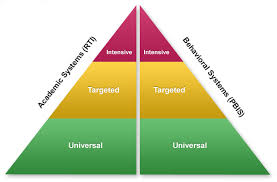 Academic Systems (RTI)
Behavioral Systems (PBIS)
Intensive Intensive
Targeted Targeted
Universal Universal